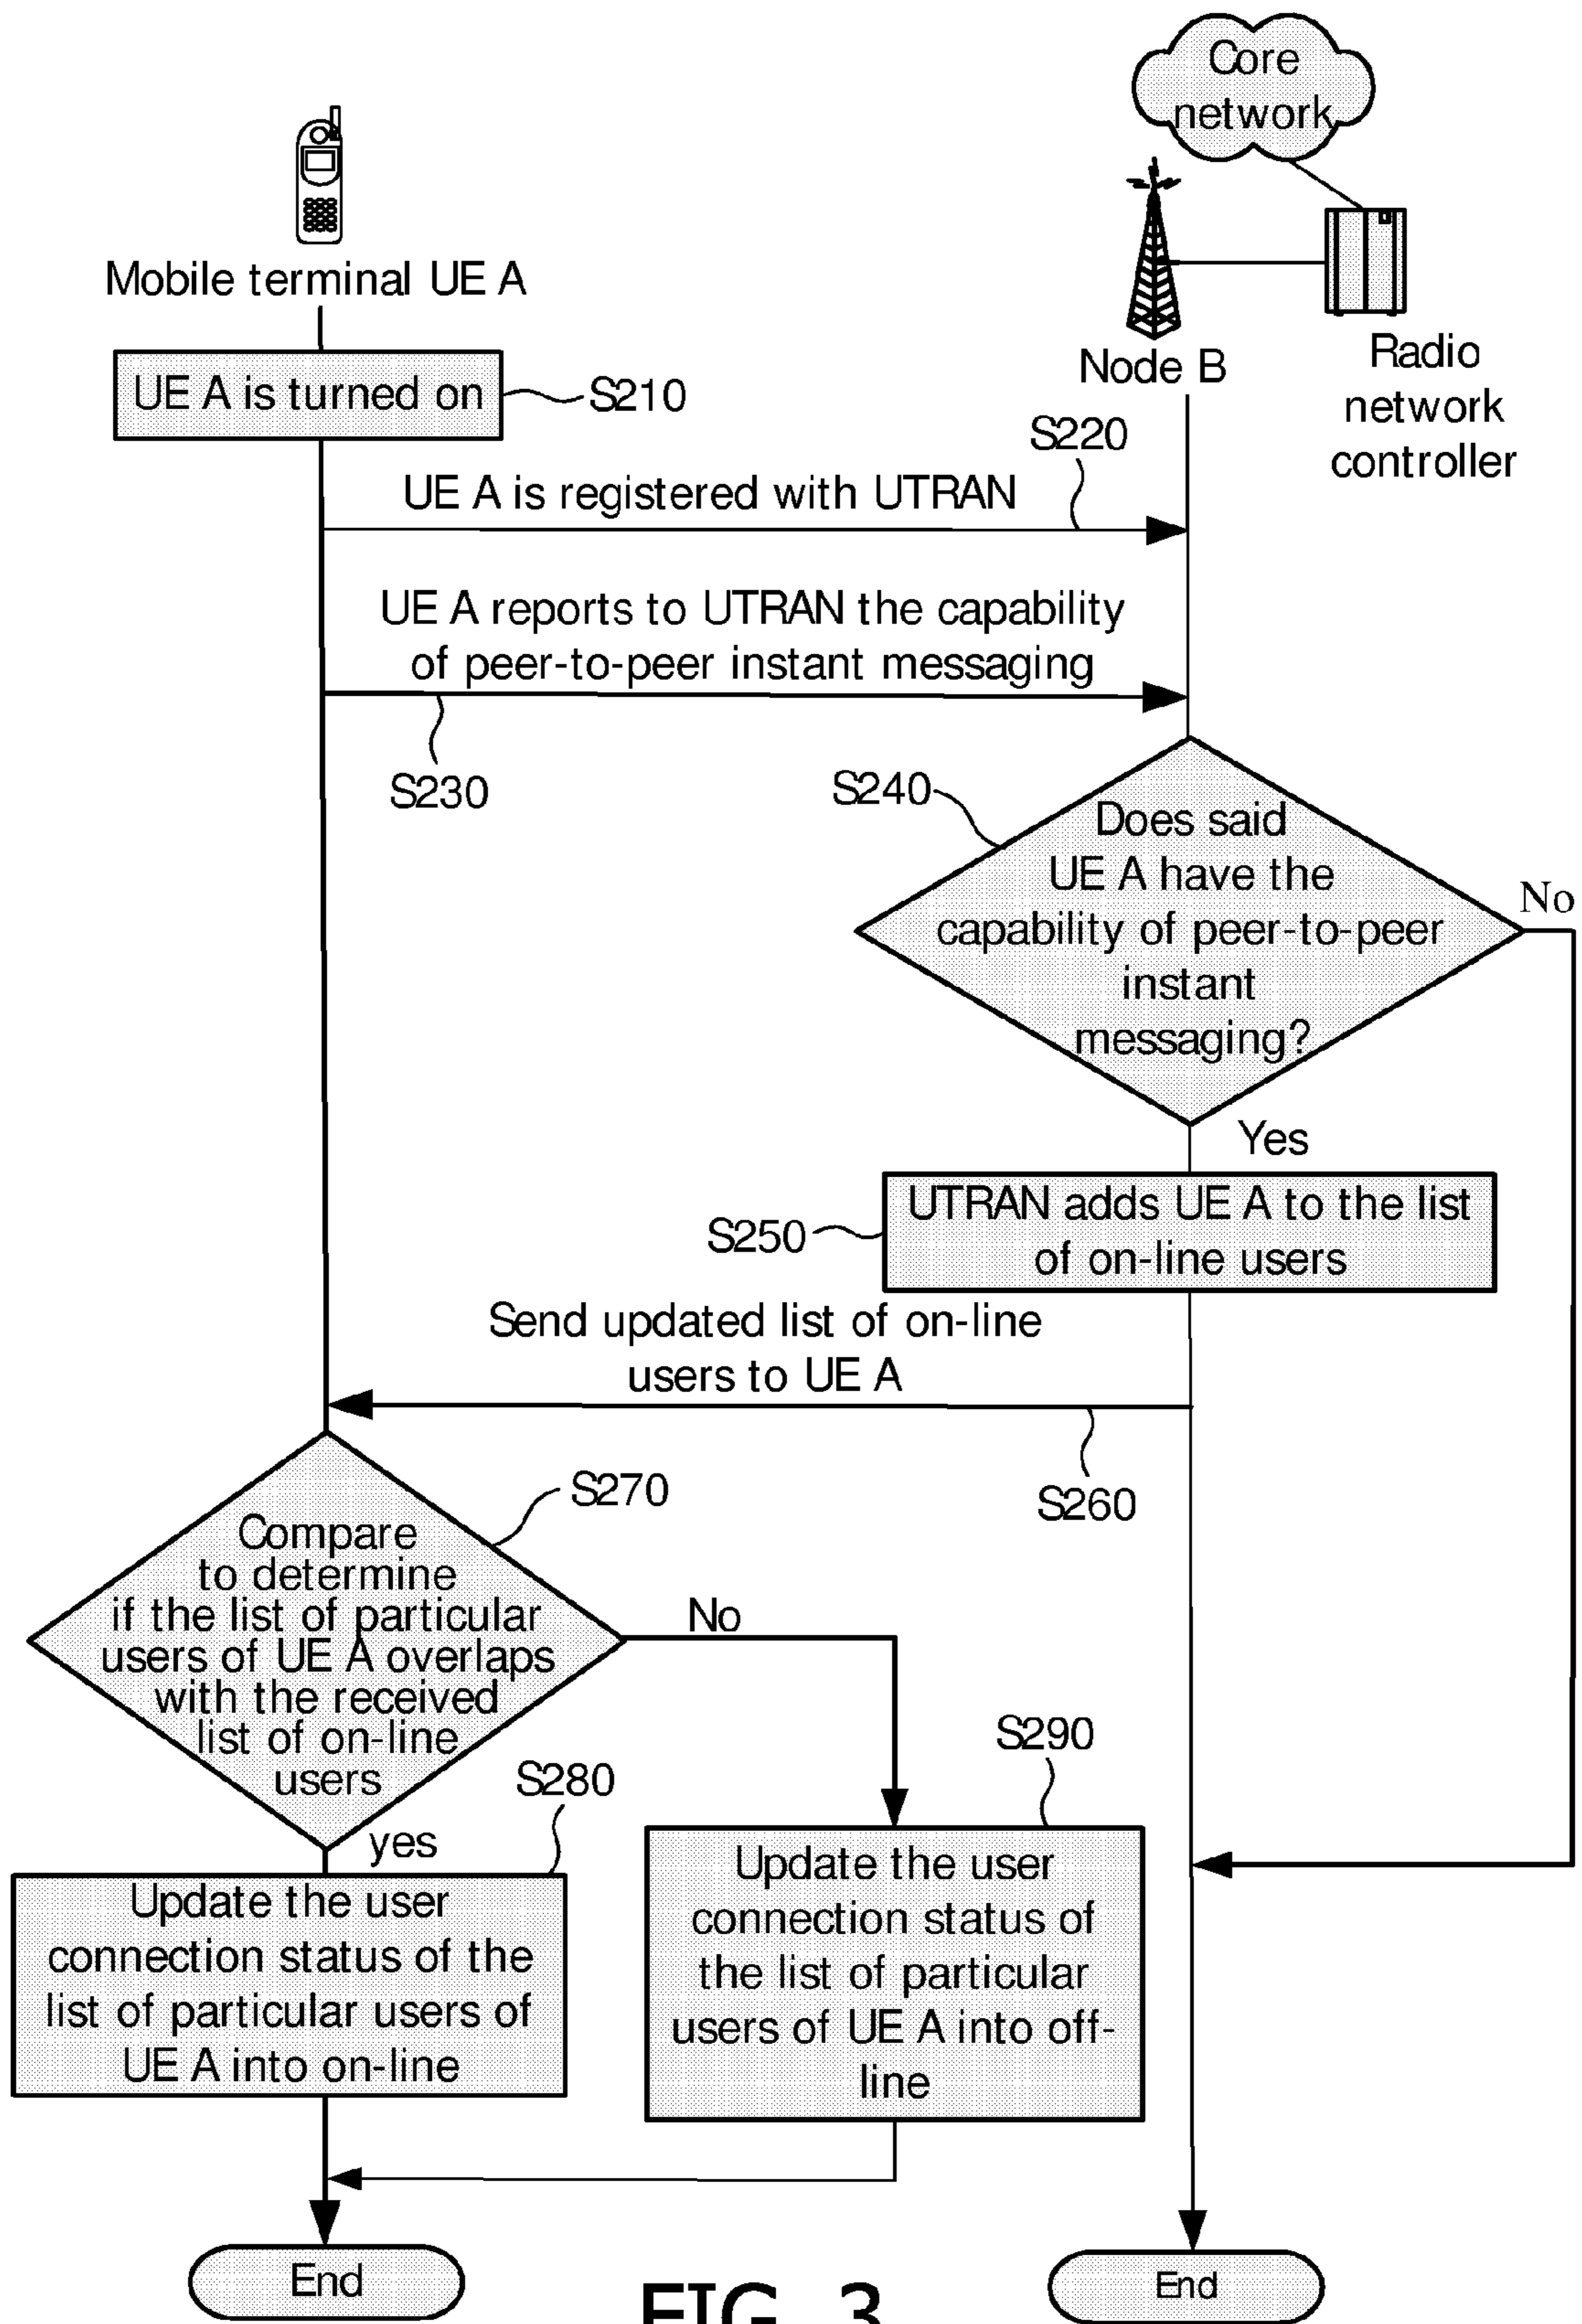 Core
network
Mobile terminal UE A
Node B
Radio
network
controller
UE A is turned on
S210
S220
UE A is registered with UTRAN
UE A reports to UTRAN the capability
of peer-to-peer instant messaging
S230
S240
Does said
UE A have the
capability of peer-to-peer
instant
messaging?
No
Yes
UTRAN adds UE A to the list
of on-line users
S250
Send updated list of on-line
users to UE A
S260
S270
Compare
to determine
if the list of particular
users of UE A overlaps
with the received
list of on-line
users
No
yes
S280
Update the user
connection status of the
list of particular users of
UE A into on-line
S290
Update the user
connection status of
the list of particular
users of UE A into off-
line
End
End
FIG. 3